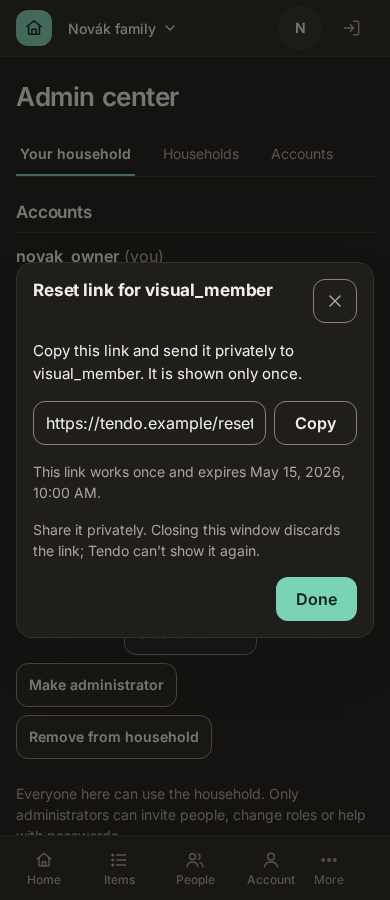 Novák family
N
Admin center
Your household Households Accounts
Accounts
novak_owner (you)
Reset link for visual_member
Copy this link and send it privately to
visual_member. It is shown only once.
https://tendo.example/reset Copy
This link works once and expires May 15, 2026,
10:00 AM.
Share it privately. Closing this window discards
the link; Tendo can’t show it again.
Done
Make administrator
Remove from household
Everyone here can use the household. Only
administrators can invite people, change roles or help
with passwords.
Home Items People Account More